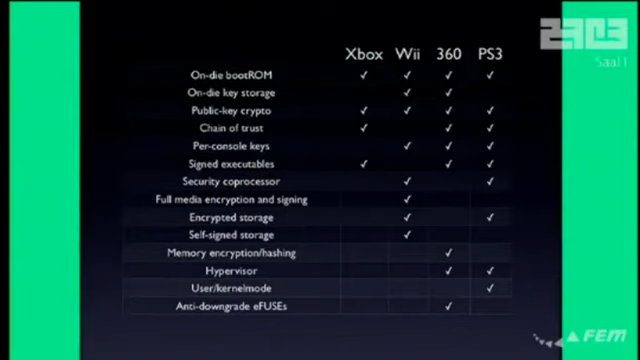 Xbox Wii 360 PS3
Saal 1
On-die bootROM ✓ ✓ ✓ ✓
On-die key storage ✓ ✓
Public-key crypto ✓ ✓ ✓ ✓
Chain of trust ✓ ✓ ✓
Per-console keys ✓ ✓ ✓
Signed executables ✓ ✓ ✓
Security coprocessor ✓ ✓
Full media encryption and signing ✓
Encrypted storage ✓ ✓
Self-signed storage ✓
Memory encryption/hashing ✓
Hypervisor ✓ ✓
User/kernelmode ✓
Anti-downgrade eFUSEs ✓
FEM